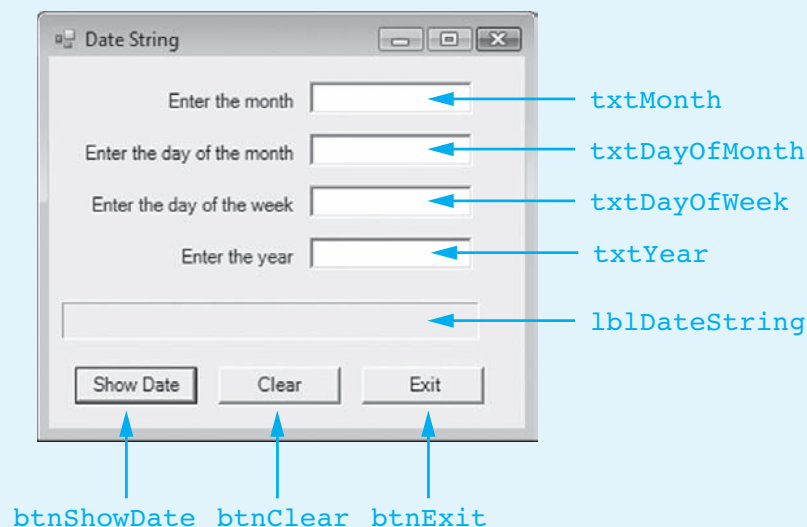 Date String
Enter the month
txtMonth
Enter the day of the month
txtDayOfMonth
Enter the day of the week
txtDayOfWeek
Enter the year
txtYear
lblDateString
Show Date
Clear
Exit
btnShowDate btnClear btnExit